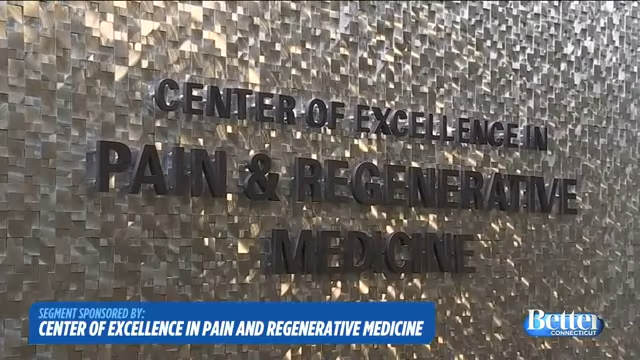 CENTER OF EXCELLENCE IN
PAIN & REGENERATIVE
MEDICINE
SEGMENT SPONSORED BY:
CENTER OF EXCELLENCE IN PAIN AND REGENERATIVE MEDICINE
Better
CONNECTICUT